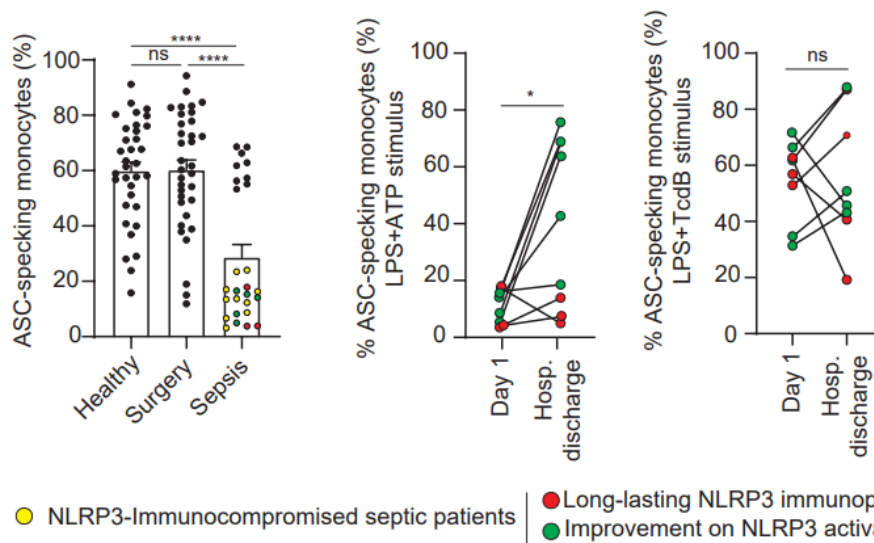 100
80
60
40
20
0
ASC-specking monocytes (%)
****
ns
****
Healthy
Surgery
Sepsis
100
80
60
40
20
0
% ASC-specking monocytes (%)
LPS+ATP stimulus
*
Day 1
Hosp.
discharge
100
80
60
40
20
0
% ASC-specking monocytes (%)
LPS+TcdB stimulus
ns
Day 1
Hosp.
discharge
NLRP3-Immunocompromised septic patients
Long-lasting NLRP3 immunop
Improvement on NLRP3 activa